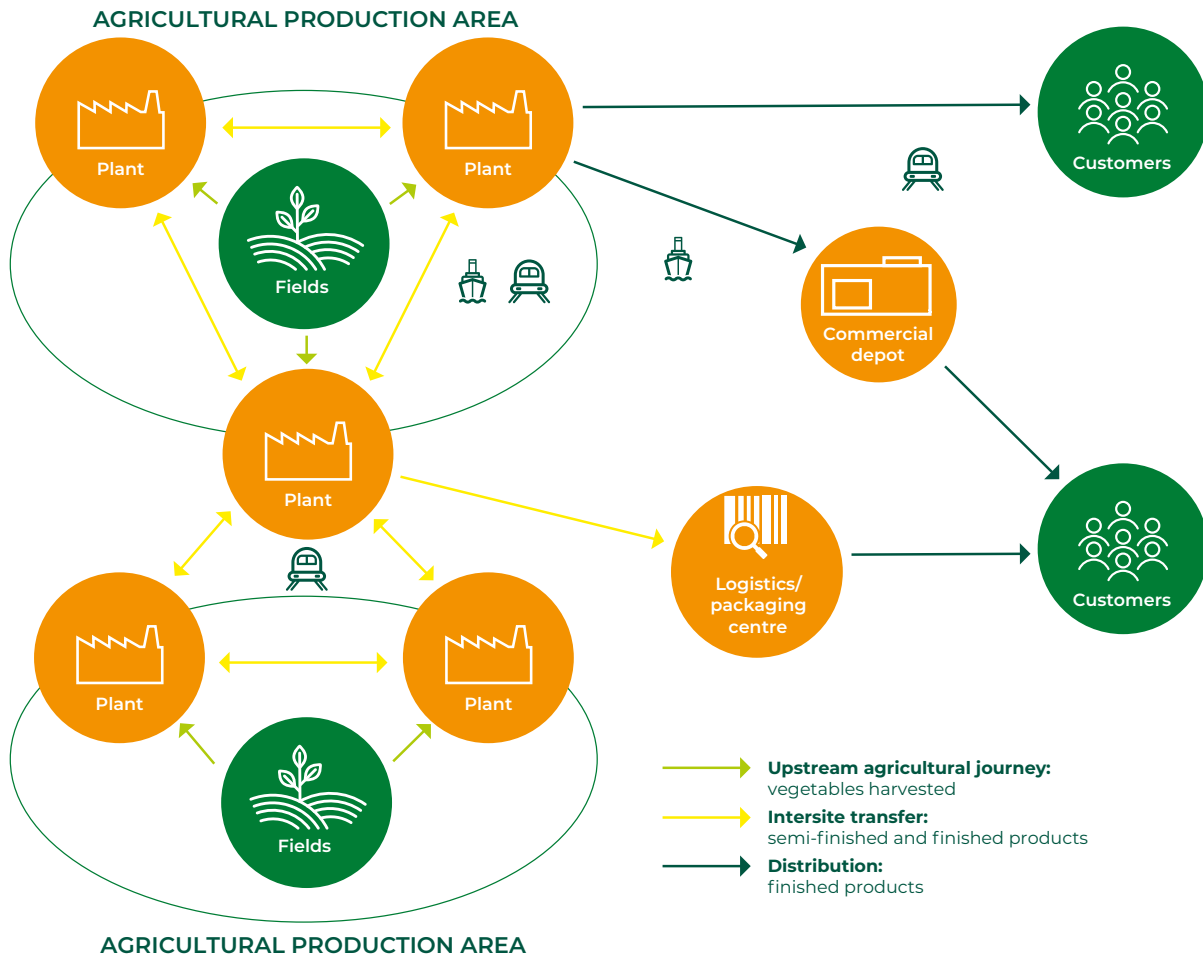 AGRICULTURAL PRODUCTION AREA
Plant
Plant
Customers
Fields
Commercial
depot
Plant
Logistics/
packaging
centre
Customers
Plant
Plant
Fields
Upstream agricultural journey:
vegetables harvested
Intersite transfer:
semi-finished and finished products
Distribution:
finished products
AGRICULTURAL PRODUCTION AREA